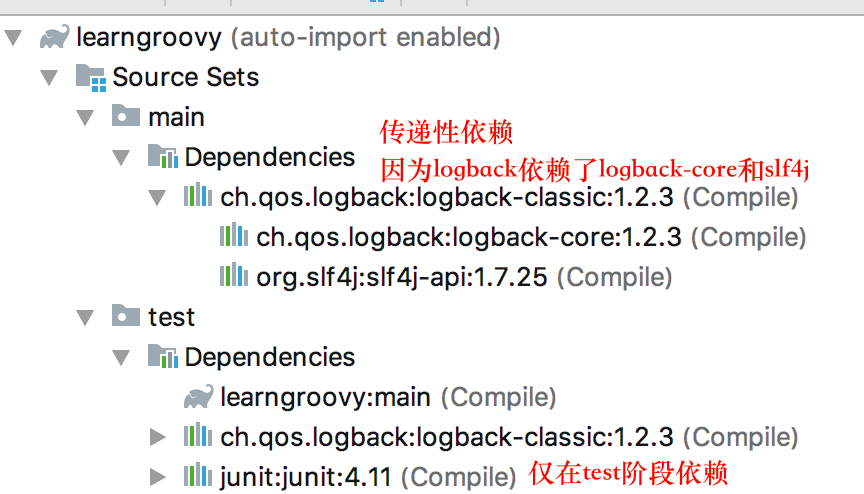 learngroovy (auto-import enabled)
Source Sets
main
传递性依赖
Dependencies
因为logback依赖了logback-core和slf4j
ch.qos.logback:logback-classic:1.2.3 (Compile)
ch.qos.logback:logback-core:1.2.3 (Compile)
org.slf4j:slf4j-api:1.7.25 (Compile)
test
Dependencies
learngroovy:main (Compile)
ch.qos.logback:logback-classic:1.2.3 (Compile)
junit:junit:4.11 (Compile) 仅在test阶段依赖